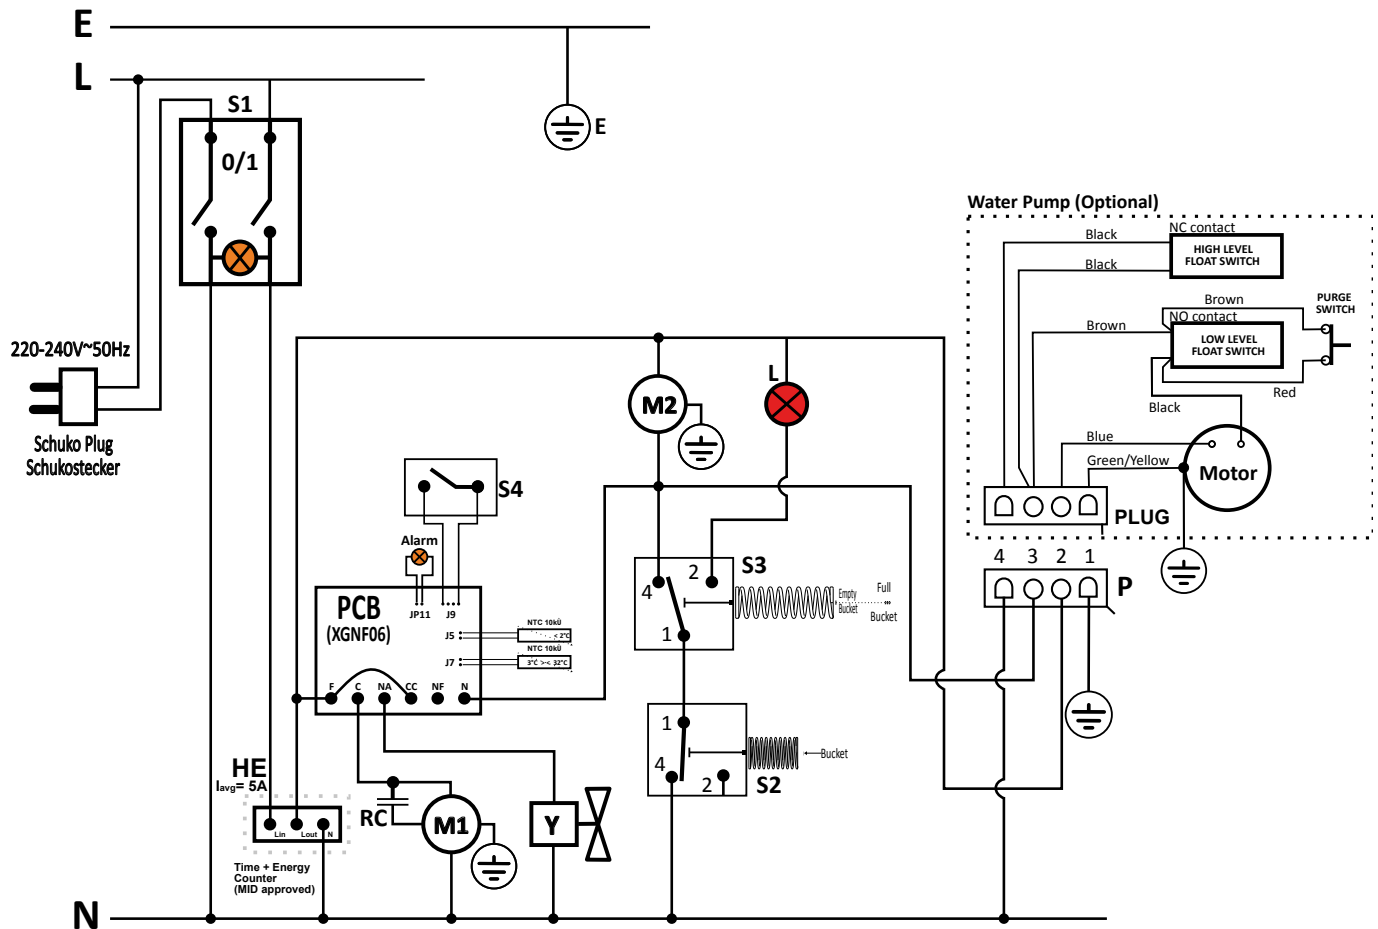 E
L
E
S1
0/1
220-240V~50Hz
Schuko Plug
Schukostecker
Water Pump (Optional)
NC contact
Black
HIGH LEVEL
FLOAT SWITCH
Black
Brown
PURGE
SWITCH
NO contact
Brown
LOW LEVEL
FLOAT SWITCH
Red
Black
Blue
Green/Yellow
Motor
PLUG
4 3 2 1
P
L
M2
S4
Alarm
PCB
(XGNF06)
JP11
J9
J5
NTC 10kÜ
< 2°C
J7
NTC 10kÜ
3°C >-< 32°C
F C NA CC NF N
S3
4
2
1
Empty
Bucket
Full
Bucket
1
4
2
S2
Bucket
HE
Iavg= 5A
Lin Lout N
Time + Energy
Counter
(MID approved)
RC
M1
Y
N